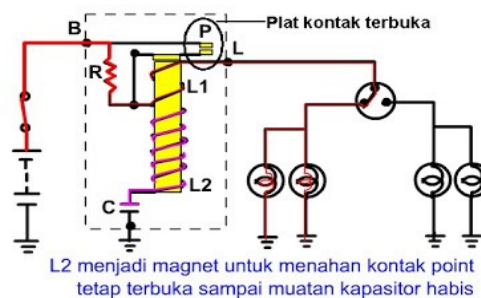 Plat kontak terbuka
B
P
L
R
L1
L2
C
L2 menjadi magnet untuk menahan kontak point
tetap terbuka sampai muatan kapasitor habis